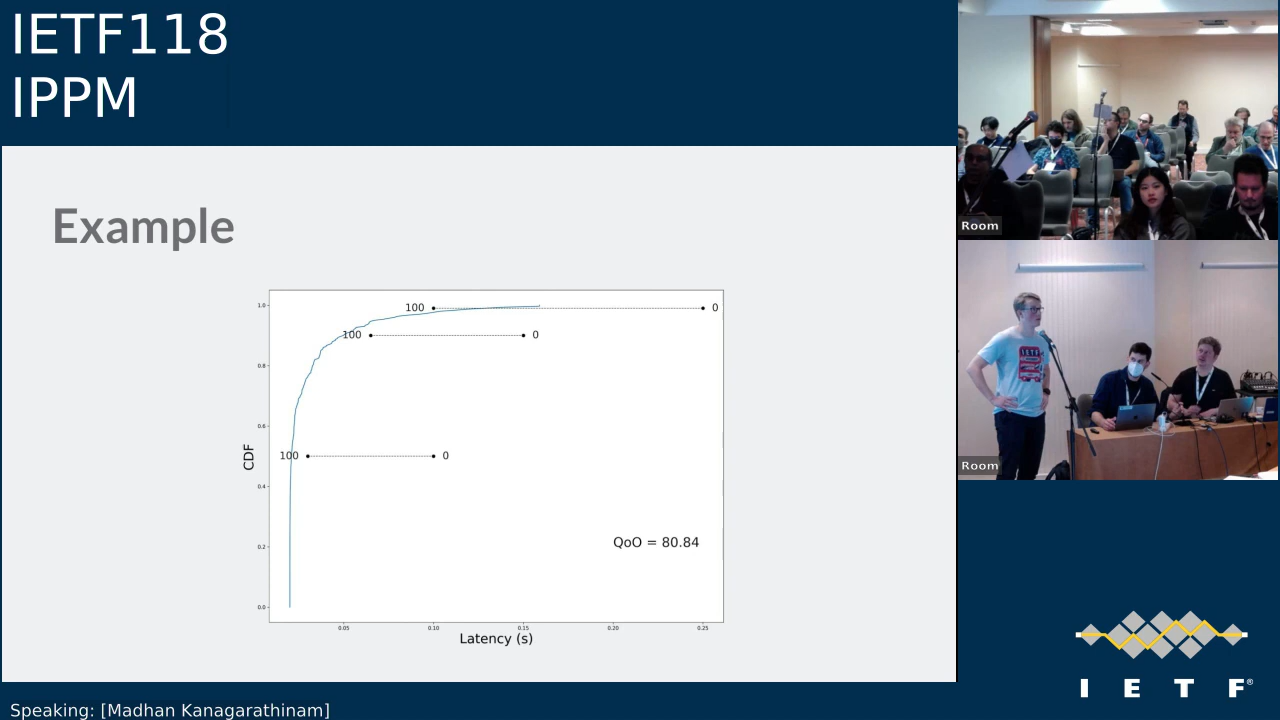 IETF118
IPPM
Example
1.0
0.8
0.6
0.4
0.2
0.0
CDF
100
0
100
0
100
0
QoO = 80.84
0.05
0.10
0.15
0.20
0.25
Latency (s)
Room
IETF
Room
I E T F®
Speaking: [Madhan Kanagarathinam]